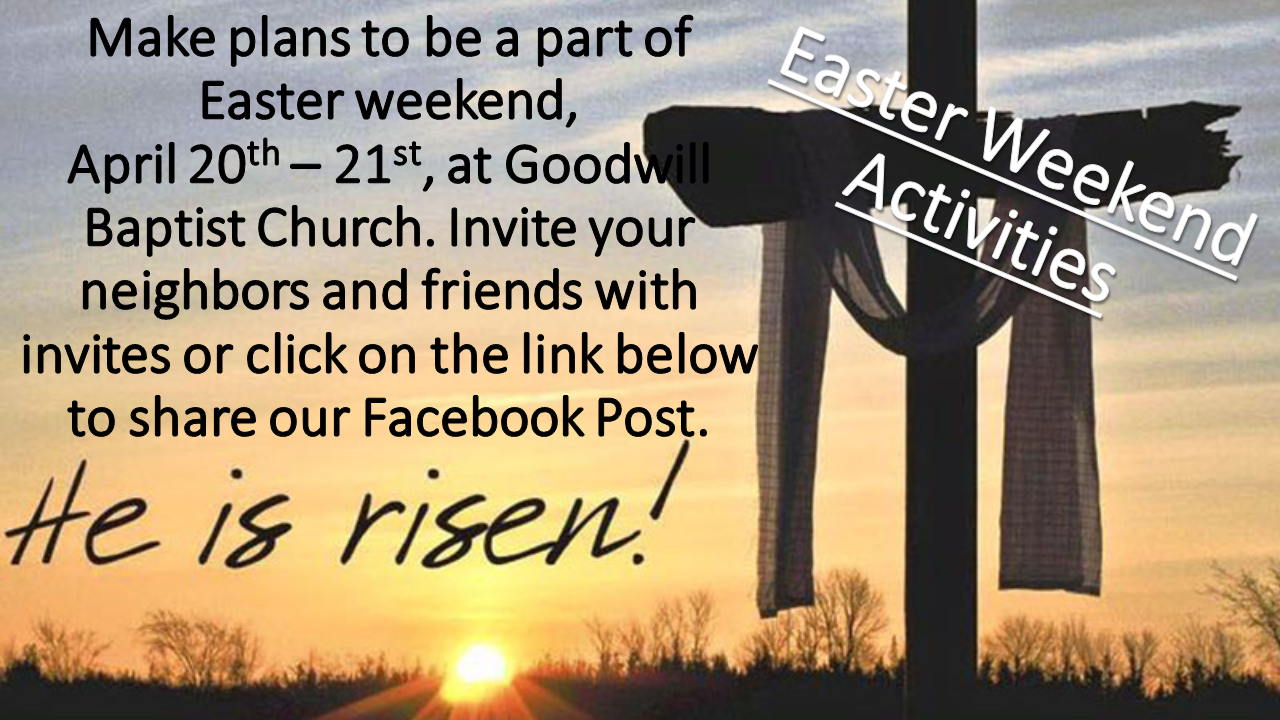 Make plans to be a part of
Easter weekend,
April 20th – 21st, at Goodwill
Baptist Church. Invite your
neighbors and friends with
invites or click on the link below
to share our Facebook Post.
He is risen!
Easter Weekend
Activities